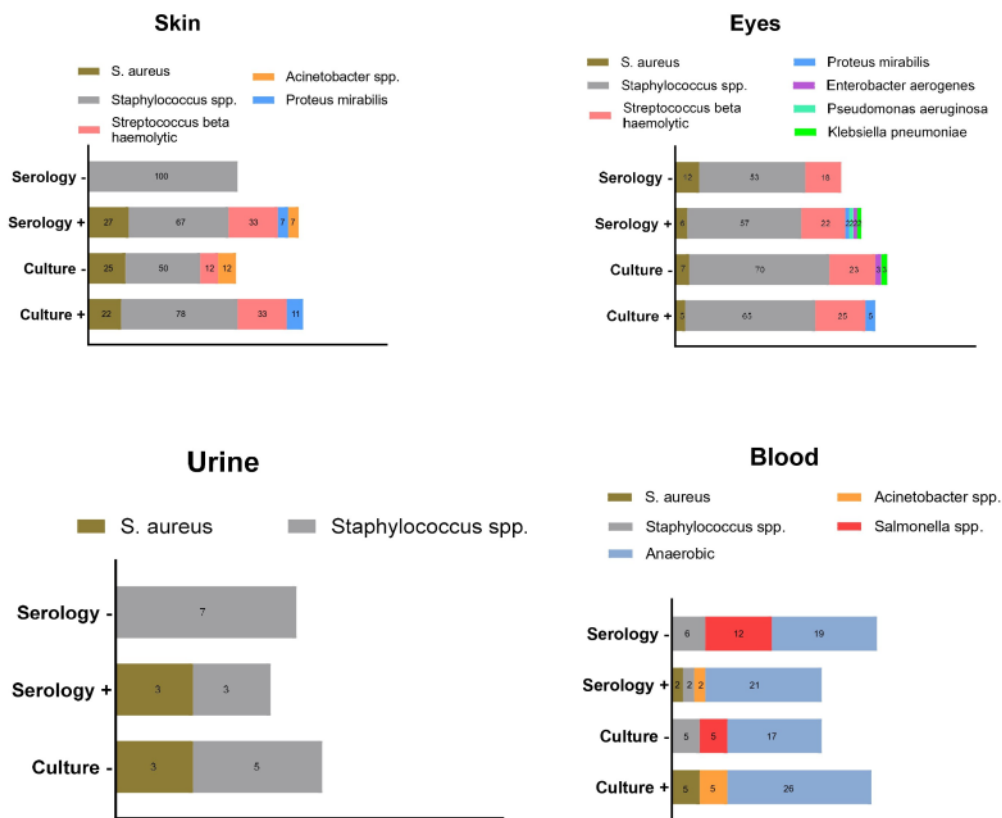 Skin
S. aureus
Staphylococcus spp.
Streptococcus beta
haemolytic
Acinetobacter spp.
Proteus mirabilis
Serology - 100
Serology + 27 67 33 7 7
Culture - 25 50 12 12
Culture + 22 78 33 11
Eyes
S. aureus
Staphylococcus spp.
Streptococcus beta
haemolytic
Proteus mirabilis
Enterobacter aerogenes
Pseudomonas aeruginosa
Klebsiella pneumoniae
Serology - 12 53 18
Serology + 6 57 22 2 2 2 2
Culture - 7 70 23 3 3
Culture + 5 65 25 5
Urine
S. aureus
Staphylococcus spp.
Serology - 7
Serology + 3 3
Culture - 3 5
Blood
S. aureus
Staphylococcus spp.
Anaerobic
Acinetobacter spp.
Salmonella spp.
Serology - 6 12 19
Serology + 2 2 2 21
Culture - 5 5 17
Culture + 5 5 26